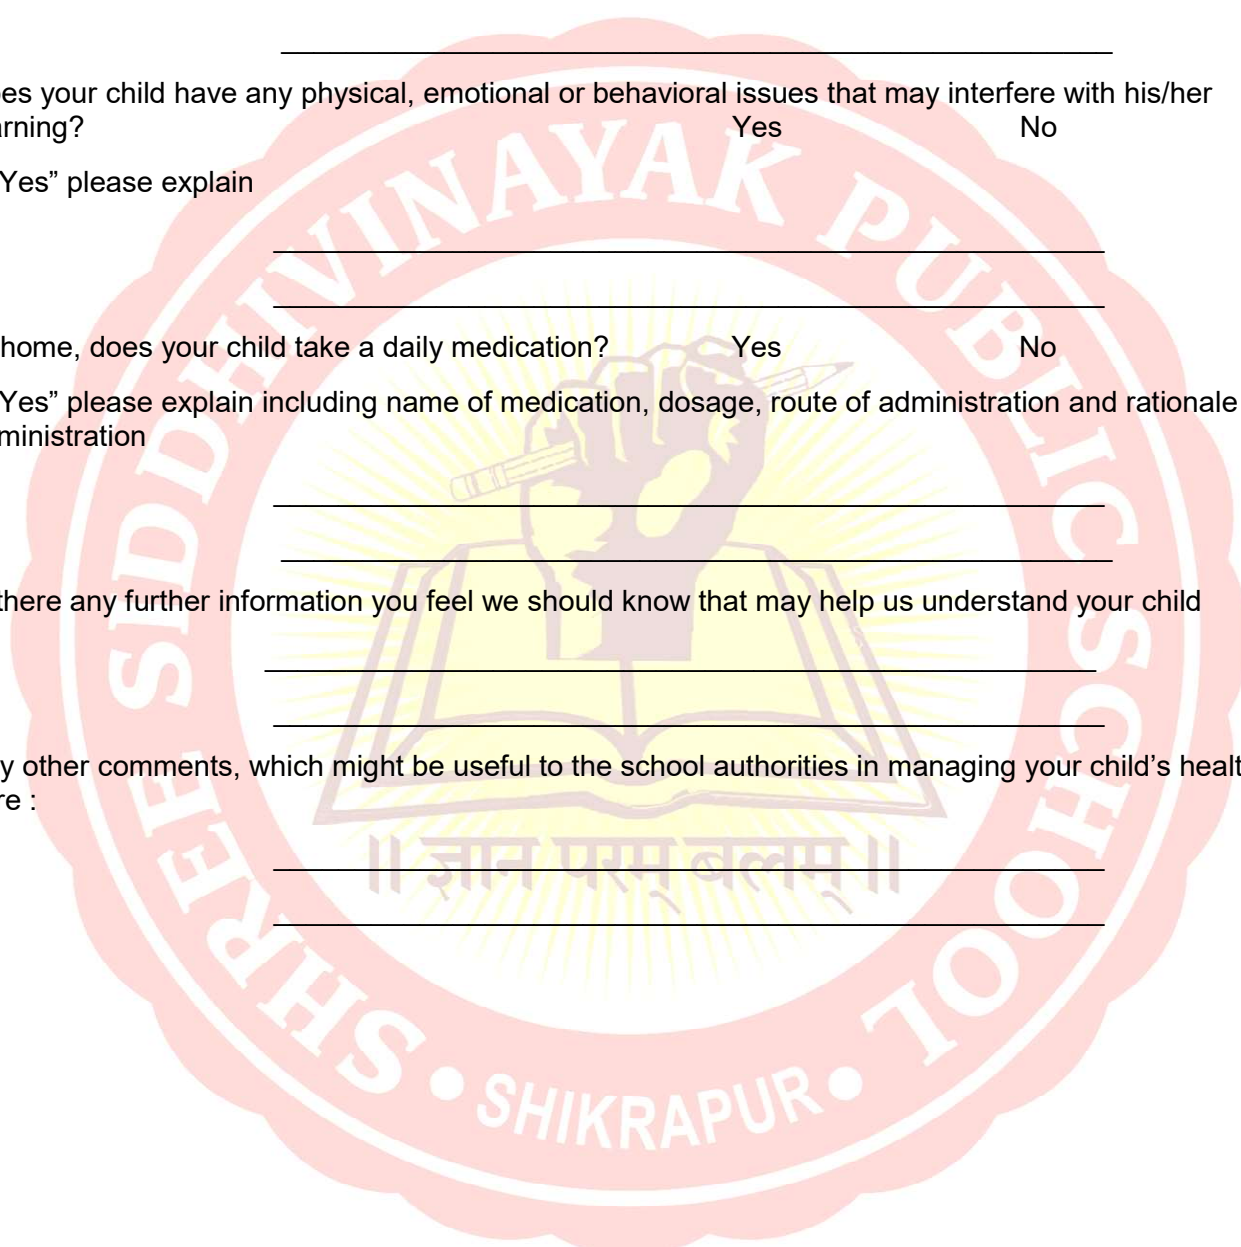 oes your child have any physical, emotional or behavioral issues that may interfere with his/her
arning? Yes No
Yes” please explain
home, does your child take a daily medication? Yes No
Yes” please explain including name of medication, dosage, route of administration and rationale
ministration
there any further information you feel we should know that may help us understand your child
y other comments, which might be useful to the school authorities in managing your child’s healt
re :
SHREE SIDDHIVINAYAK PUBLIC SCHOOL
|| ज्ञान परम् बलम् ||
• SHIKRAPUR •